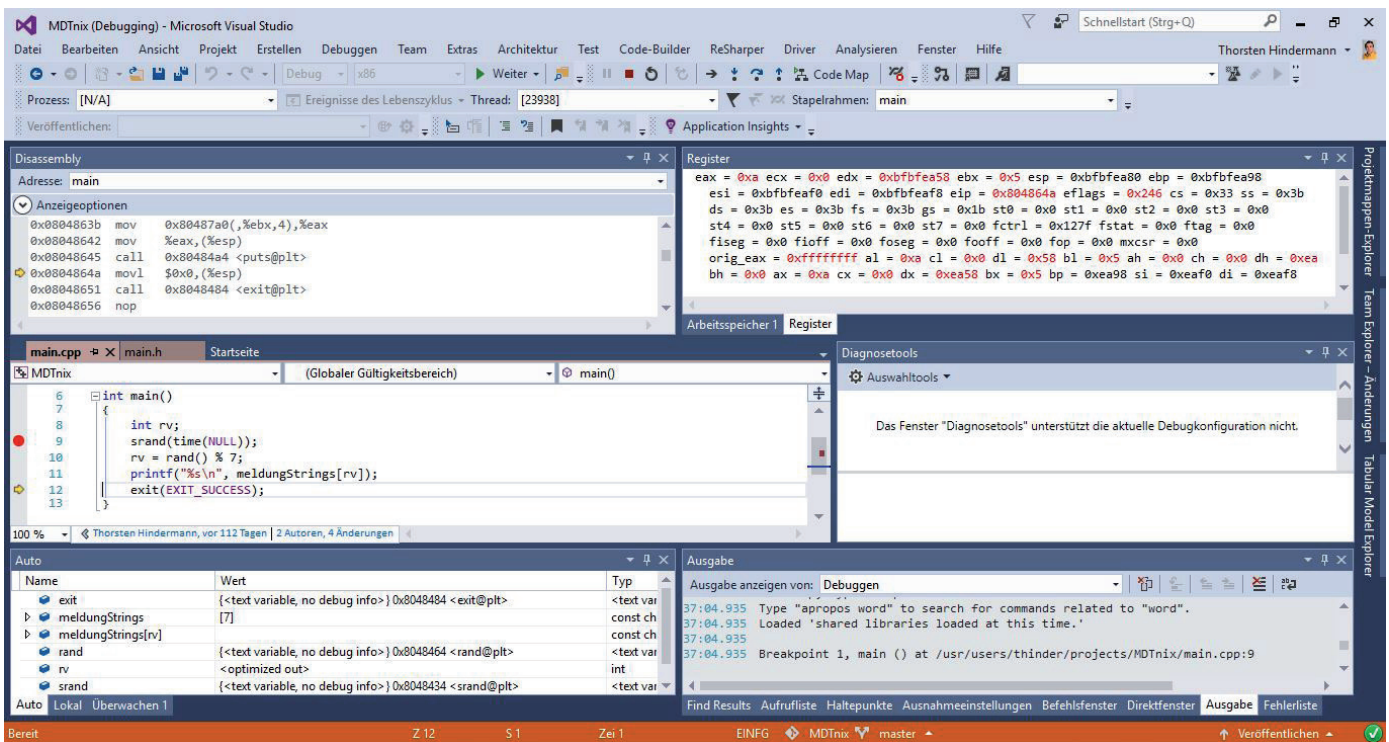 MDTnix (Debugging) - Microsoft Visual Studio
Schnellstart (Strg+Q)
Datei Bearbeiten Ansicht Projekt Erstellen Debuggen Team Extras Architektur Test Code-Builder ReSharper Driver Analysieren Fenster Hilfe
Thorsten Hindermann
Debug x86 Weiter Code Map
Prozess: [N/A] Ereignisse des Lebenszyklus Thread: [23938] Stapelrahmen: main
Veröffentlichen: Application Insights
Disassembly
Adresse: main
Anzeigeoptionen
0x0804863b mov 0x80487a0(,%ebx,4),%eax
0x08048642 mov %eax,(%esp)
0x08048645 call 0x80484a4 <puts@plt>
0x0804864a movl $0x0,(%esp)
0x08048651 call 0x8048484 <exit@plt>
0x08048656 nop
Register
eax = 0xa ecx = 0x0 edx = 0xbfbfea58 ebx = 0x5 esp = 0xbfbfea80 ebp = 0xbfbfea98
esi = 0xbfbfeaf0 edi = 0xbfbfeaf8 eip = 0x804864a eflags = 0x246 cs = 0x33 ss = 0x3b
ds = 0x3b es = 0x3b fs = 0x3b gs = 0x1b st0 = 0x0 st1 = 0x0 st2 = 0x0 st3 = 0x0
st4 = 0x0 st5 = 0x0 st6 = 0x0 st7 = 0x0 fctrl = 0x127f fstat = 0x0 ftag = 0x0
fiseg = 0x0 fioff = 0x0 foseg = 0x0 fooff = 0x0 fop = 0x0 mxcsr = 0x0
orig_eax = 0xffffffff al = 0xa cl = 0x0 dl = 0x58 bl = 0x5 ah = 0x0 ch = 0x0 dh = 0xea
bh = 0x0 ax = 0xa cx = 0x0 dx = 0xea58 bx = 0x5 bp = 0xea98 si = 0xeaf0 di = 0xeaf8
Arbeitsspeicher 1 Register
Projektmappen-Explorer
Team Explorer – Änderungen
Tabular Model Explorer
main.cpp main.h Startseite
MDTnix (Globaler Gültigkeitsbereich) main()
6 int main()
7 {
8 int rv;
9 srand(time(NULL));
10 rv = rand() % 7;
11 printf("%s\n", meldungStrings[rv]);
12 exit(EXIT_SUCCESS);
13 }
100 % Thorsten Hindermann, vor 112 Tagen | 2 Autoren, 4 Änderungen
Diagnosetools
Auswahltools
Das Fenster "Diagnosetools" unterstützt die aktuelle Debugkonfiguration nicht.
Auto
Name Wert Typ
exit {<text variable, no debug info>} 0x8048484 <exit@plt> <text var
meldungStrings [7] const ch
meldungStrings[rv] const ch
rand {<text variable, no debug info>} 0x8048464 <rand@plt> <text var
rv <optimized out> int
srand {<text variable, no debug info>} 0x8048434 <srand@plt> <text var
Auto Lokal Überwachen 1
Ausgabe
Ausgabe anzeigen von: Debuggen
37:04.935 Type "apropos word" to search for commands related to "word".
37:04.935 Loaded 'shared libraries loaded at this time.'
37:04.935
37:04.935 Breakpoint 1, main () at /usr/users/thinder/projects/MDTnix/main.cpp:9
Find Results Aufrufliste Haltepunkte Ausnahmeeinstellungen Befehlsfenster Direktfenster Ausgabe Fehlerliste
Bereit Z 12 S 1 Zei 1 EINFG MDTnix master Veröffentlichen